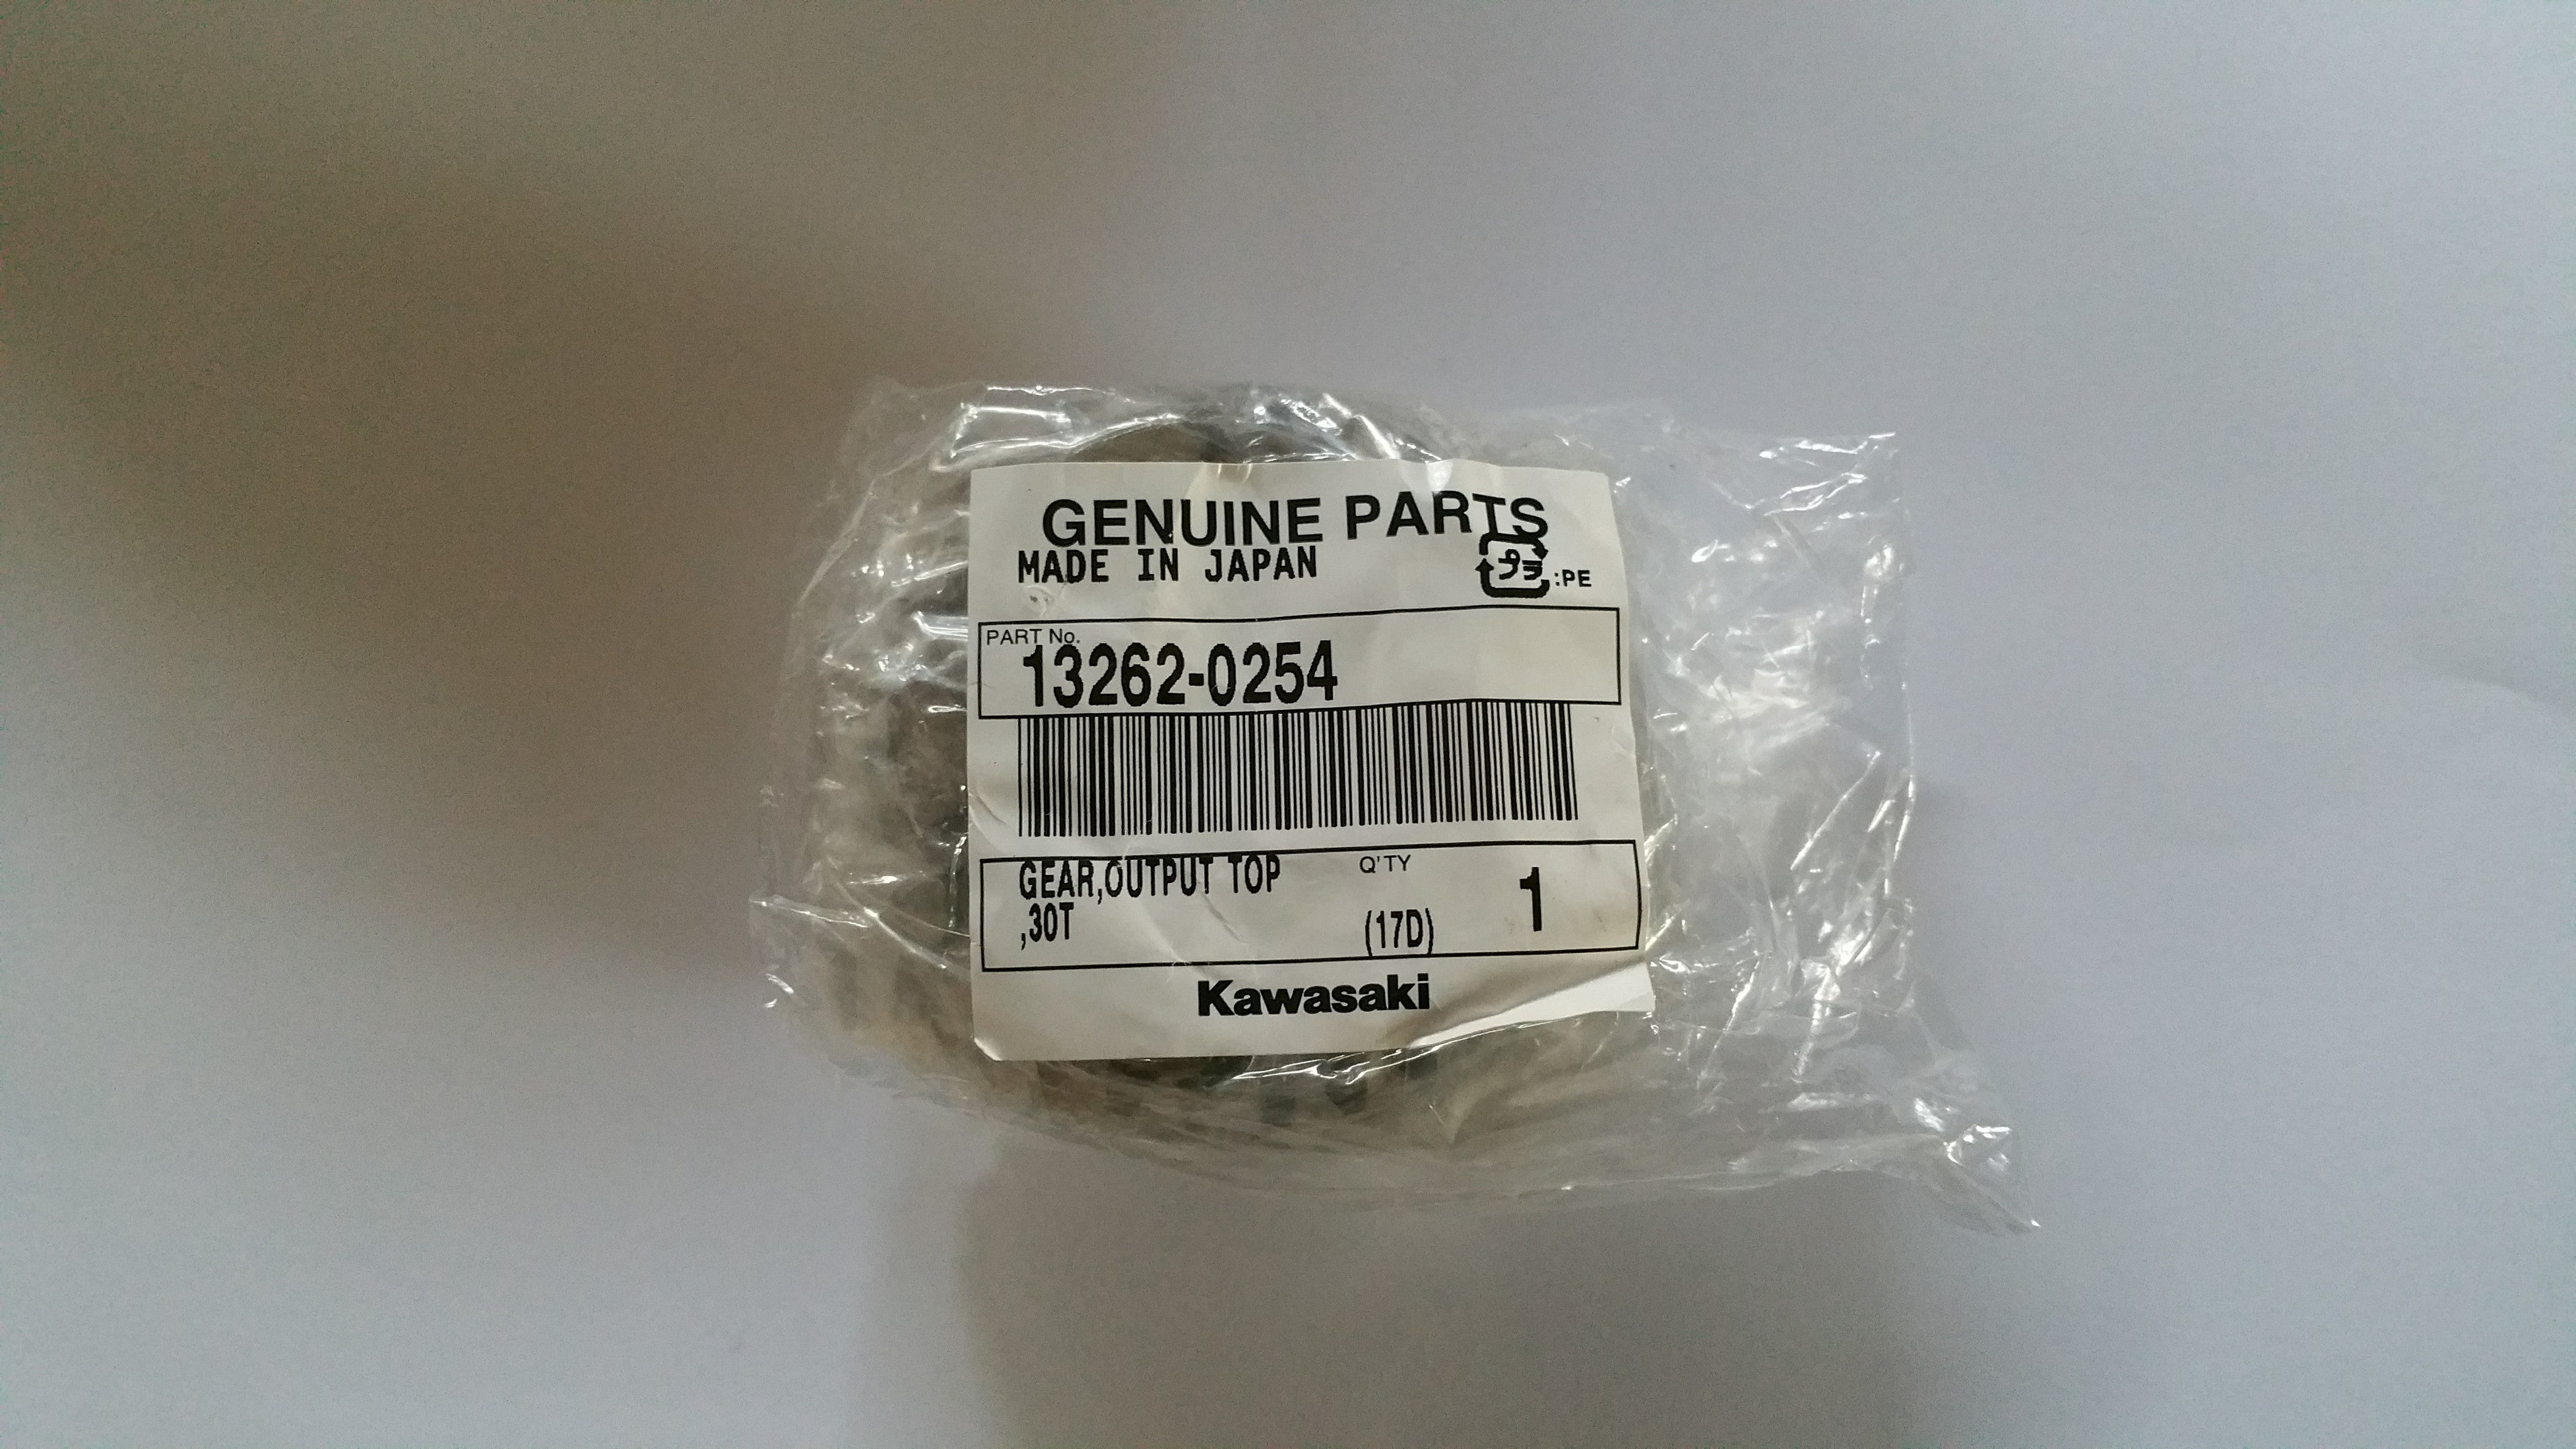 GENUINE PARTS
MADE IN JAPAN
プラ :PE
PART No.
13262-0254
GEAR,OUTPUT TOP
,30T
Q'TY
(17D)
1
Kawasaki